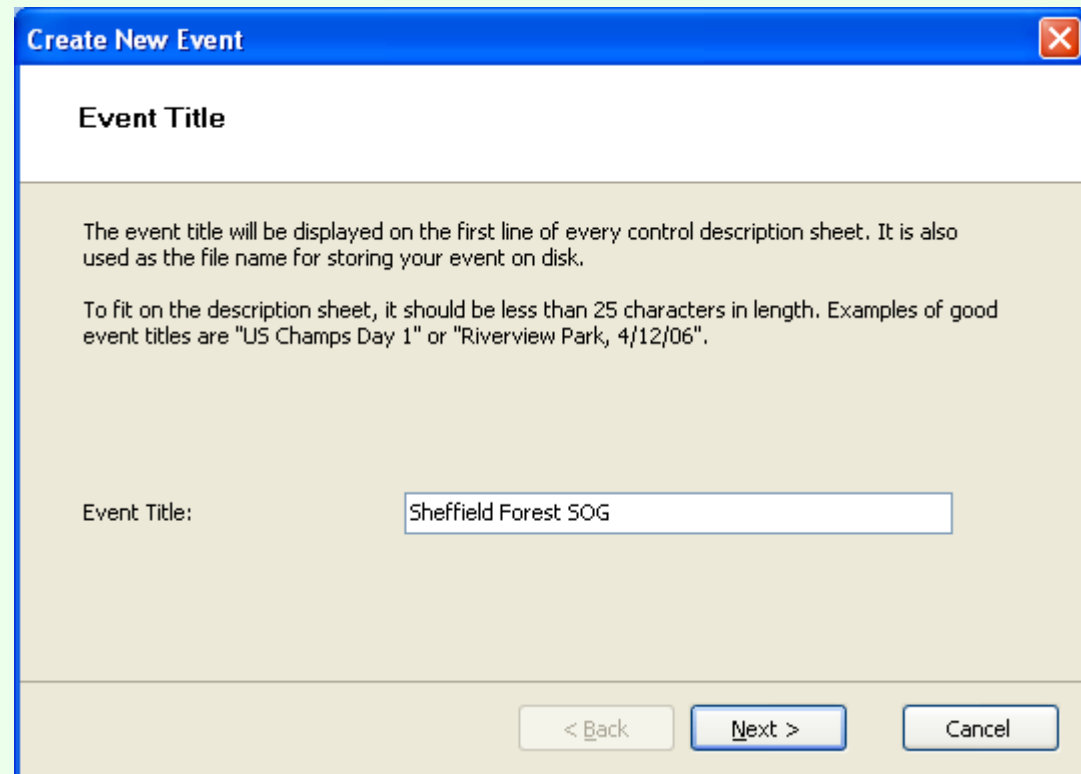 Create New Event
Event Title
The event title will be displayed on the first line of every control description sheet. It is also
used as the file name for storing your event on disk.
To fit on the description sheet, it should be less than 25 characters in length. Examples of good
event titles are "US Champs Day 1" or "Riverview Park, 4/12/06".
Event Title:
Sheffield Forest SOG
< Back
Next >
Cancel